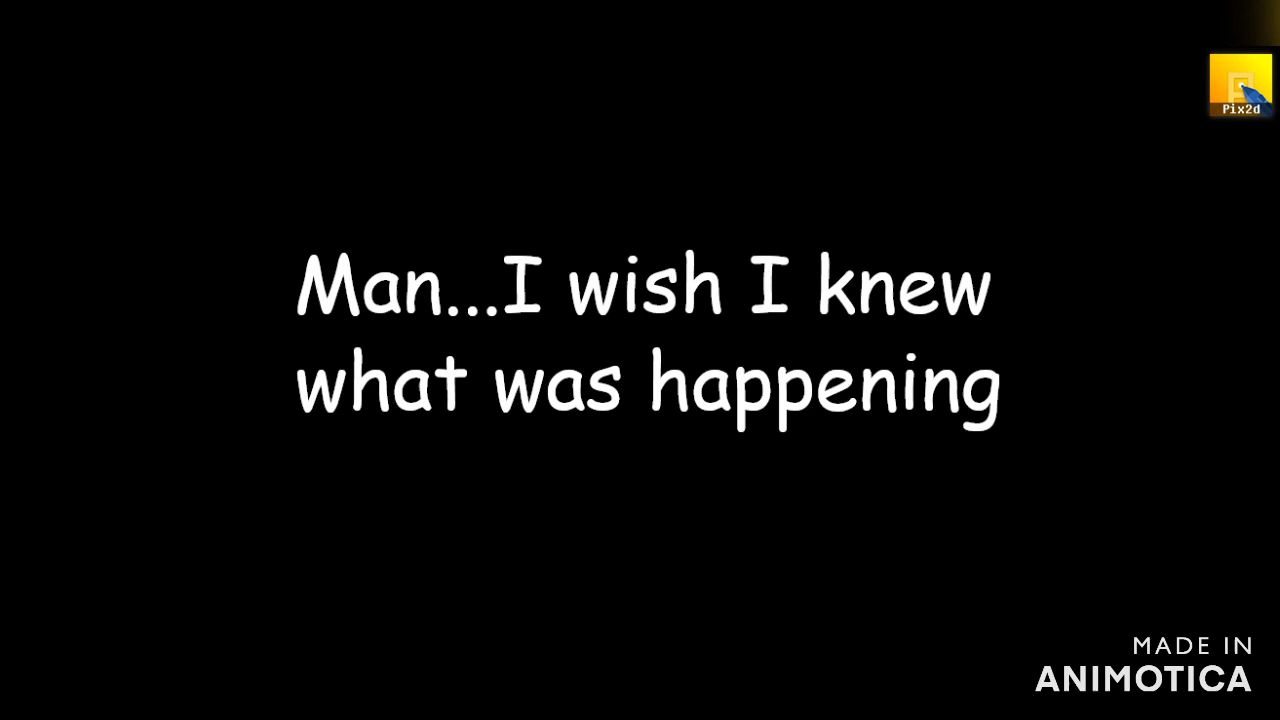 Pix2d
Man...I wish I knew
what was happening
MADE IN
ANIMOTICA